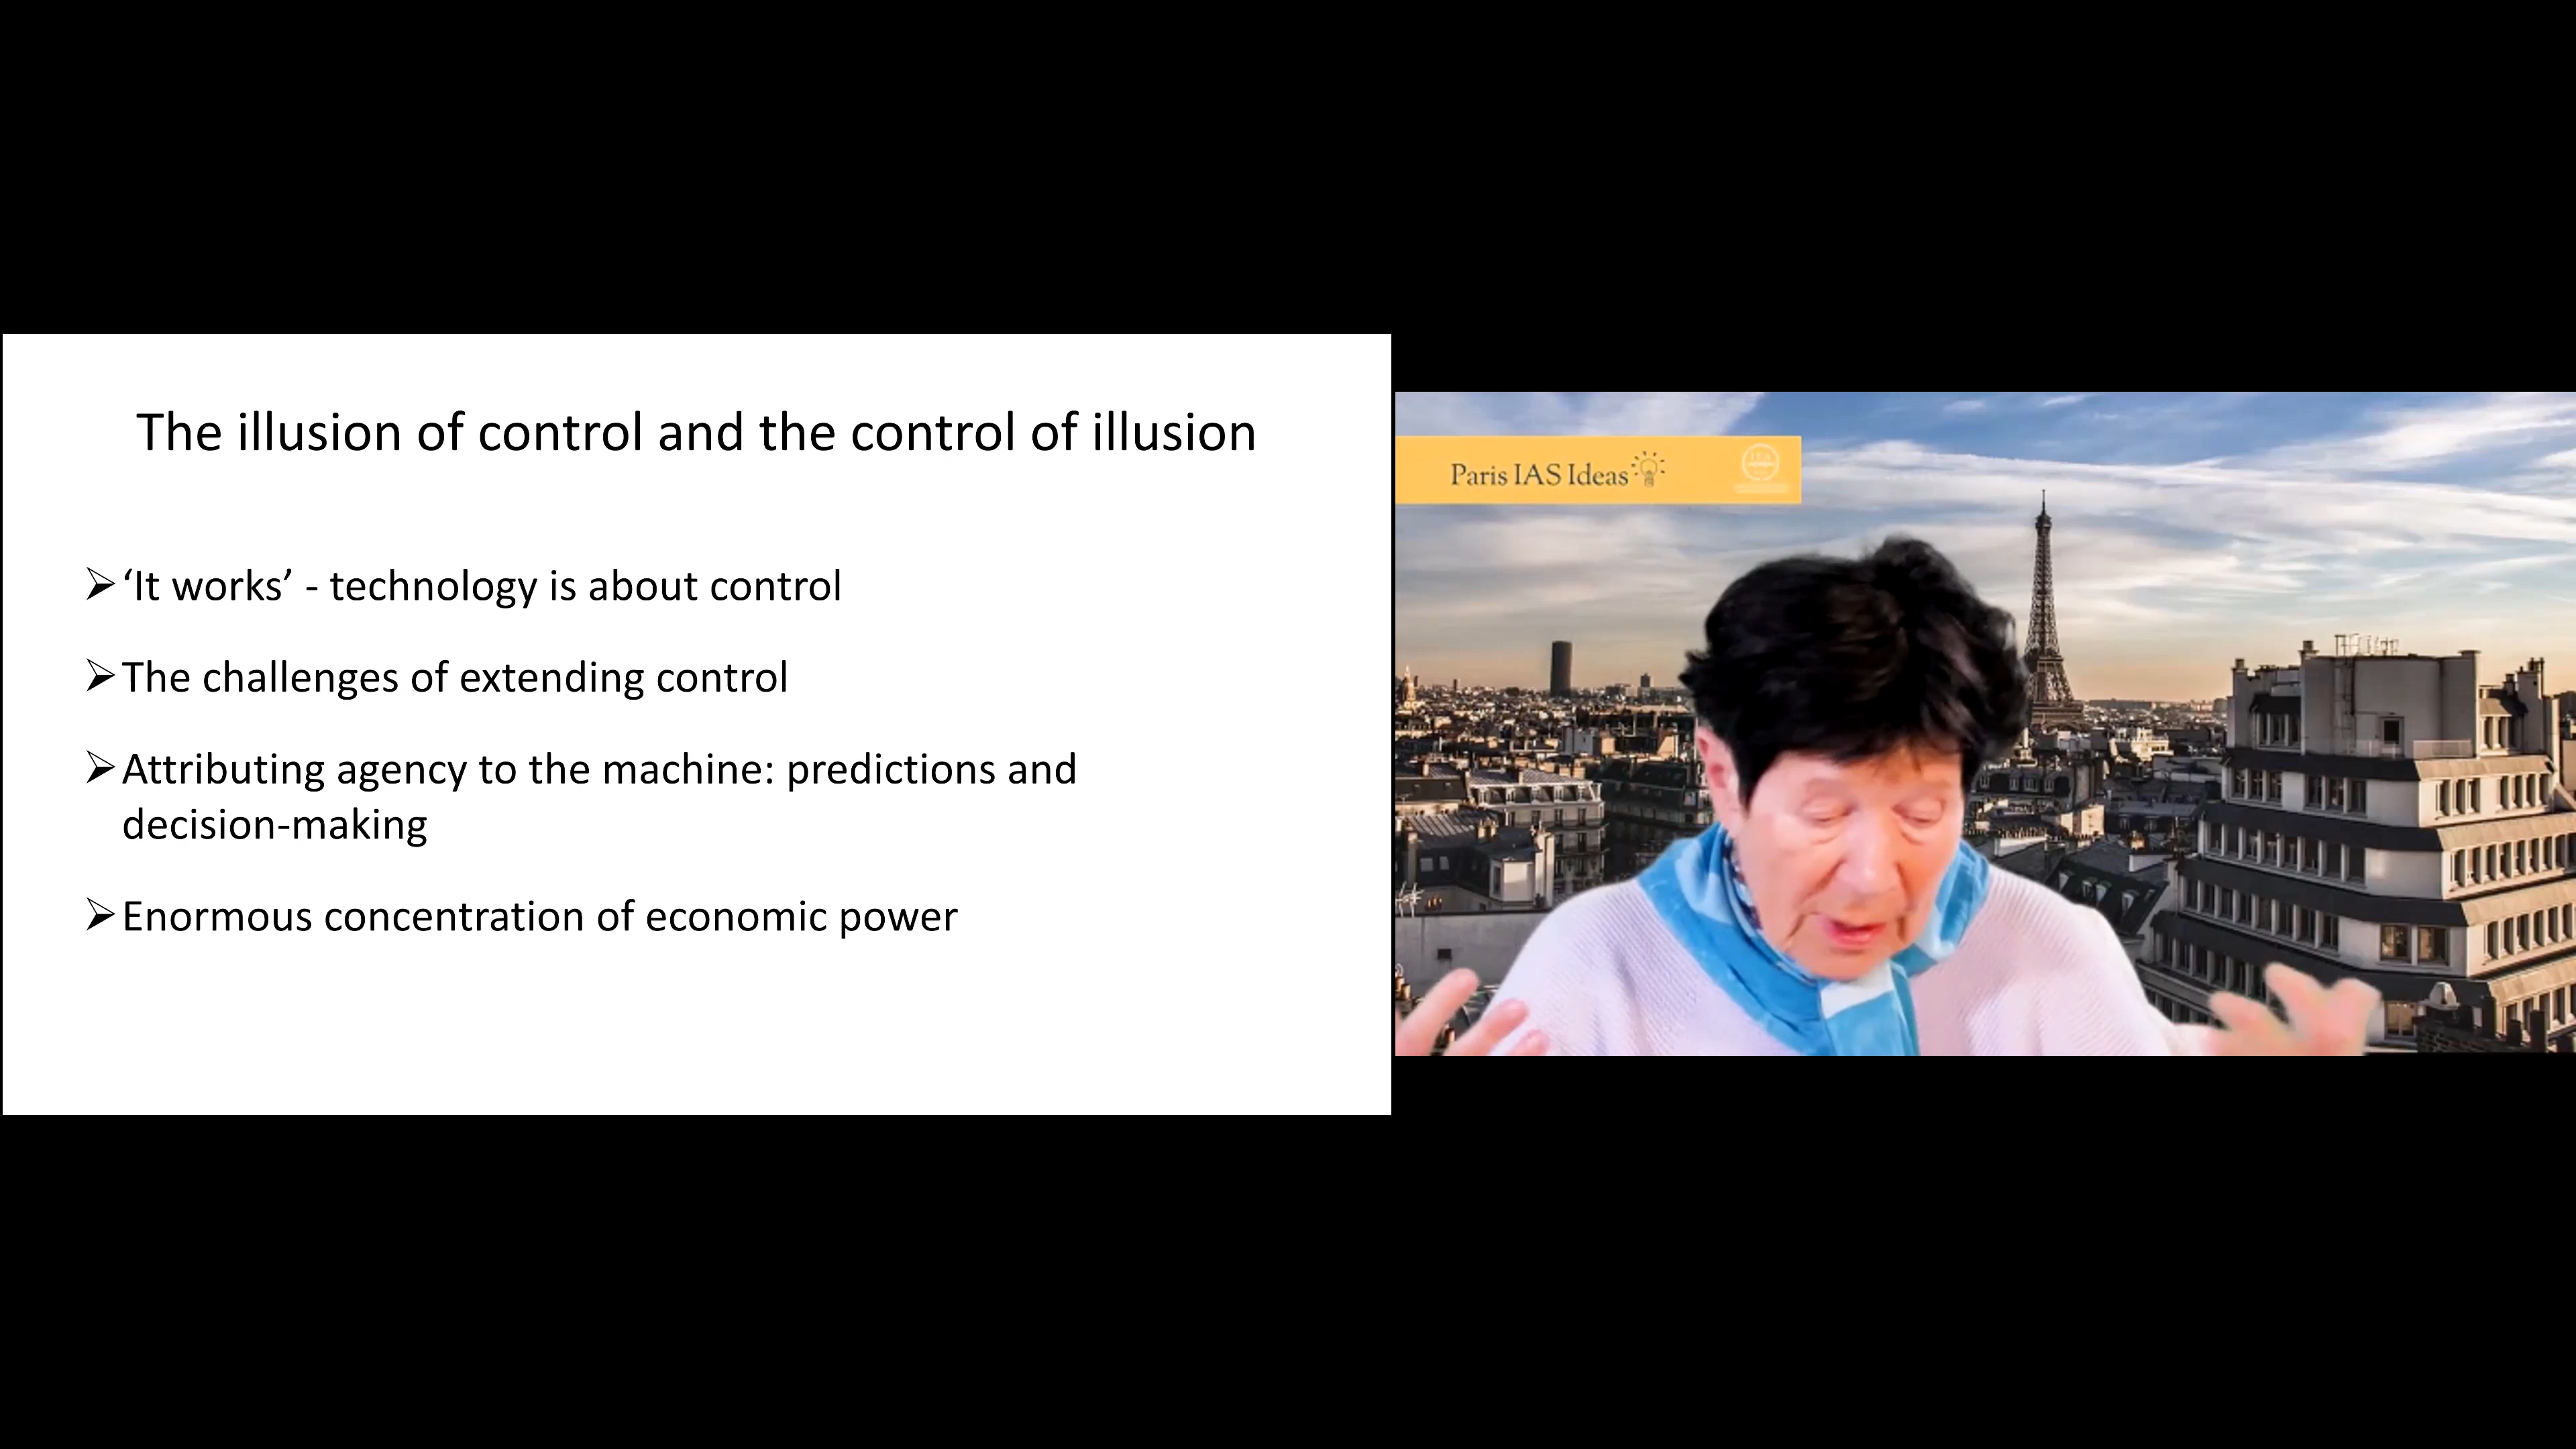 The illusion of control and the control of illusion
‘It works’ - technology is about control
The challenges of extending control
Attributing agency to the machine: predictions and
decision-making
Enormous concentration of economic power
Paris IAS Ideas